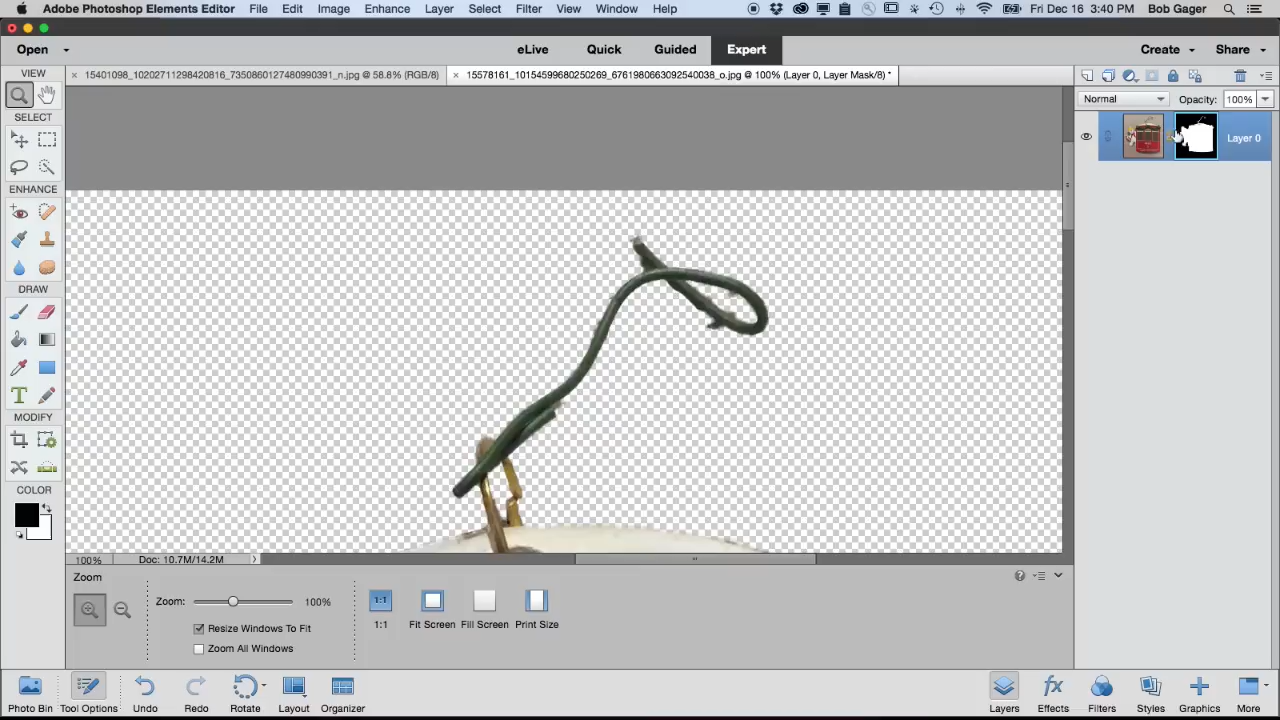 Adobe Photoshop Elements Editor File Edit Image Enhance Layer Select Filter View Window Help Fri Dec 16 3:40 PM Bob Gager
Open eLive Quick Guided Expert Create Share
VIEW
15401098_10202711298420816_7350860127480990391_n.jpg @ 58.8% (RGB/8) 15578161_10154599680250269_6761980663092540038_o.jpg @ 100% (Layer 0, Layer Mask/8) *
Normal Opacity: 100%
SELECT
Layer 0
ENHANCE
DRAW
T
MODIFY
COLOR
100% Doc: 10.7M/14.2M
Zoom
Zoom: 100%
1:1
1:1 Fit Screen Fill Screen Print Size
Resize Windows To Fit
Zoom All Windows
Photo Bin Tool Options Undo Redo Rotate Layout Organizer Layers Effects Filters Styles Graphics More